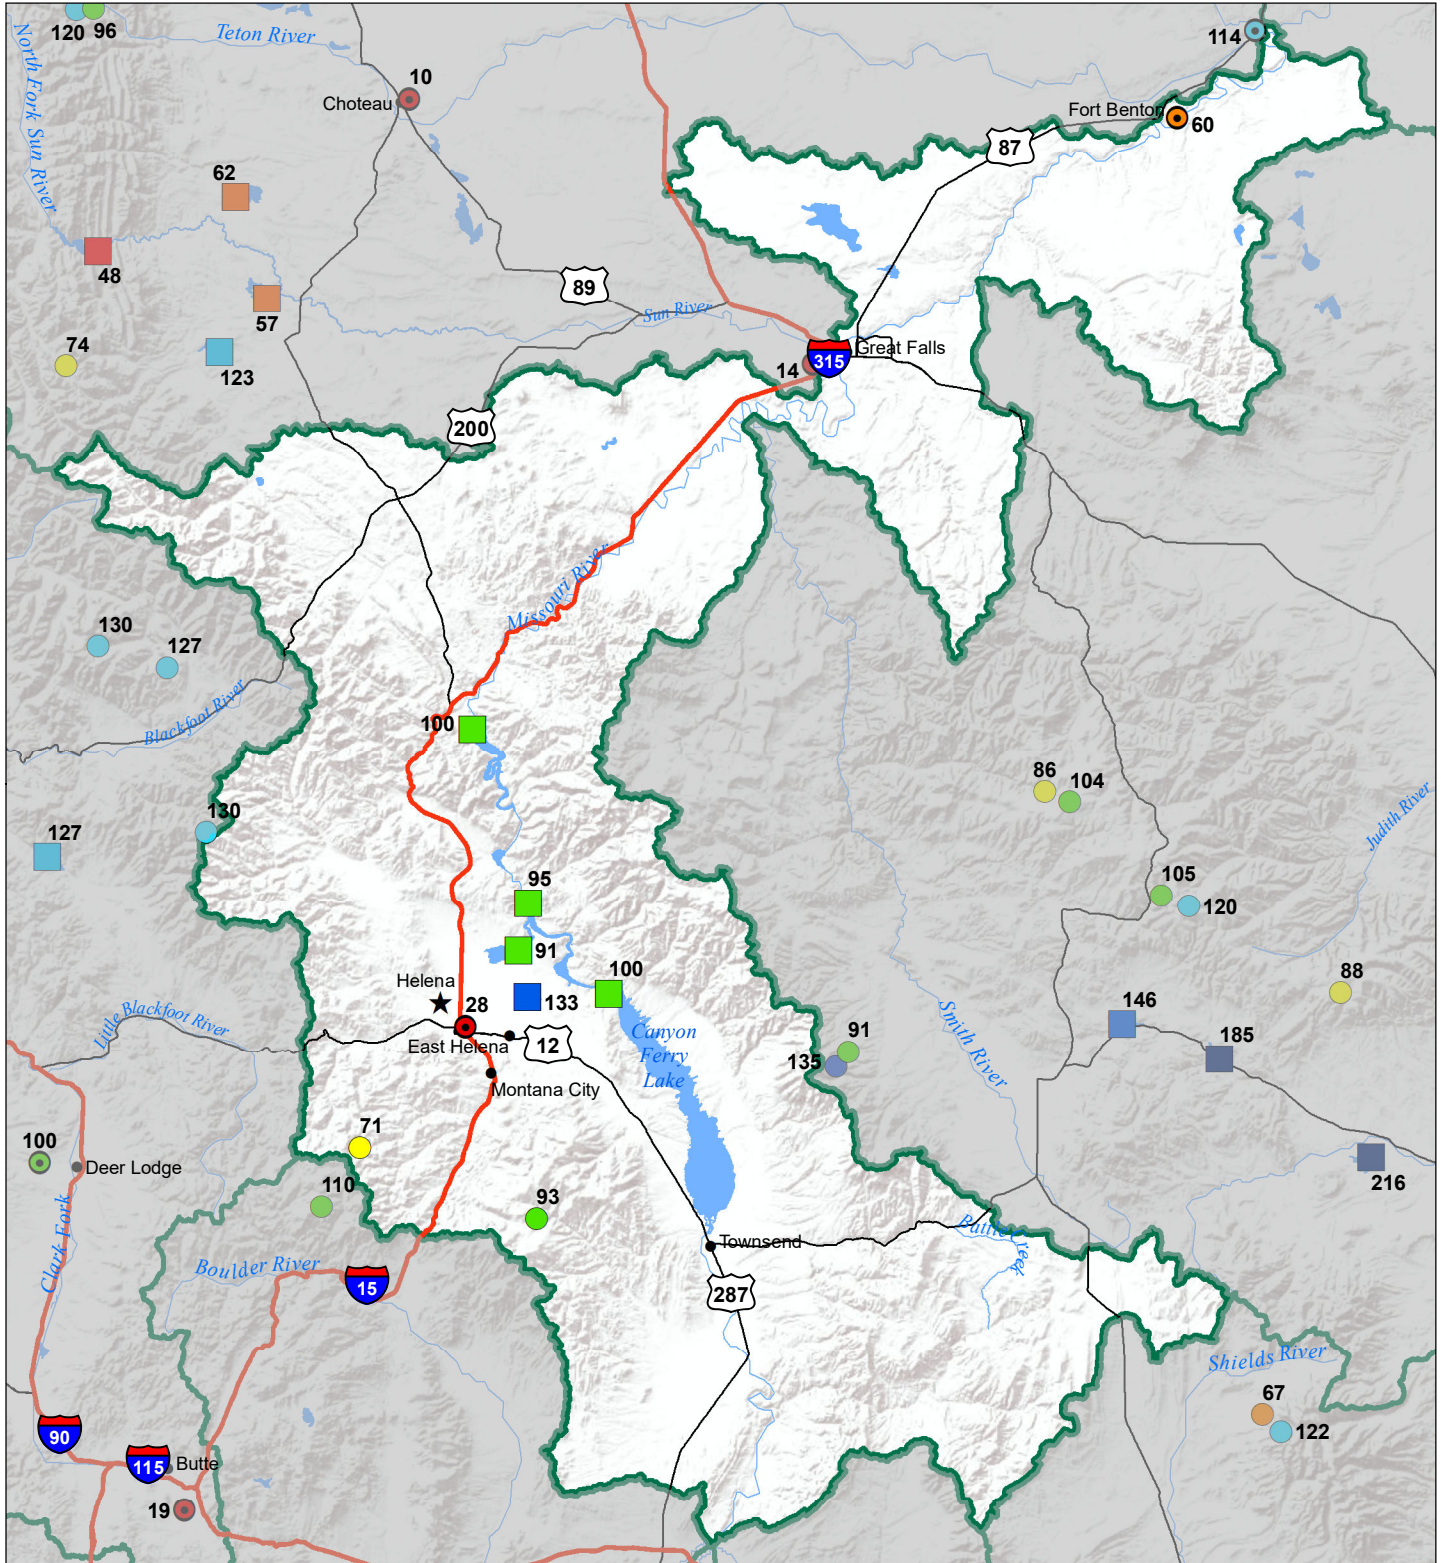 120 96
Teton River
North Fork Sun River
10
Choteau
114
Fort Benton
60
87
62
48
57
89
Sun River
74
123
14
315
Great Falls
200
Missouri River
130
127
Blackfoot River
100
86
104
Judith River
130
127
95
105
120
91
100
88
Helena
28
133
146
Little Blackfoot River
East Helena
12
Canyon
Ferry
Lake
Smith River
91
135
185
Montana City
71
100
Deer Lodge
216
110
93
Clark Fork
Townsend
Battle Creek
Boulder River
15
287
Shields River
67
122
90
115
Butte
19